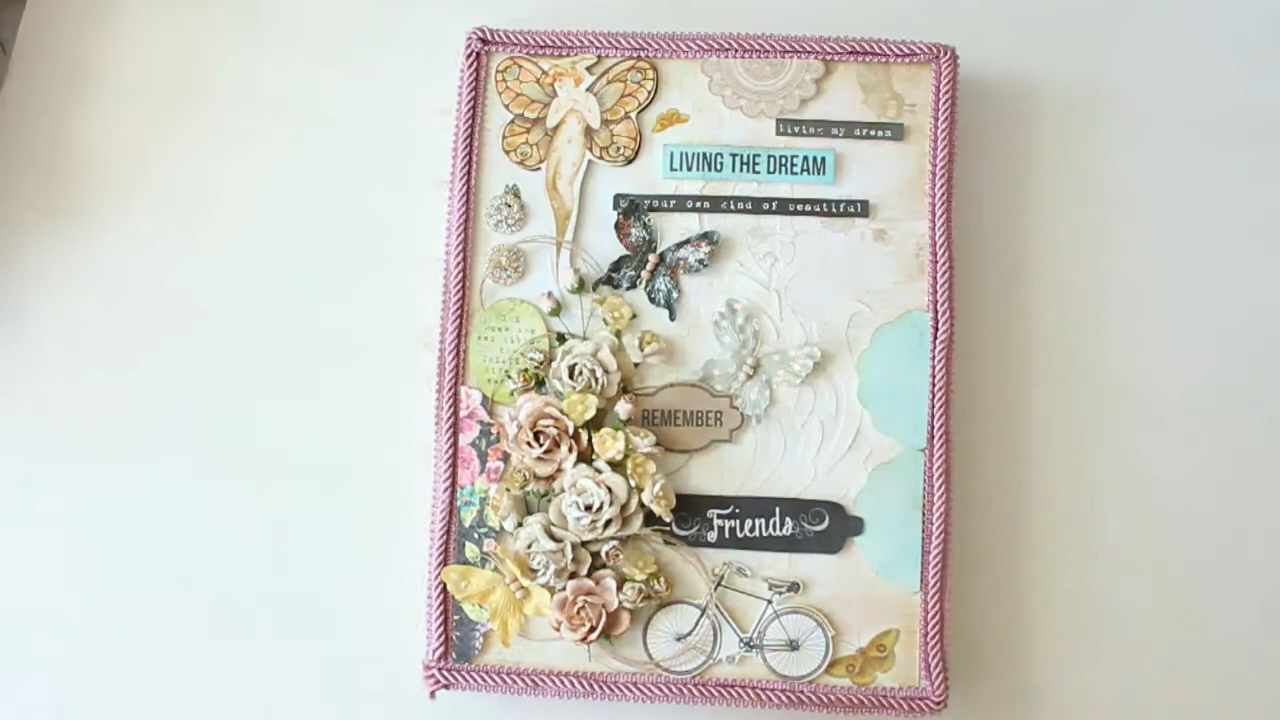 living my dream
LIVING THE DREAM
your own kind of beautiful
REMEMBER
Friends